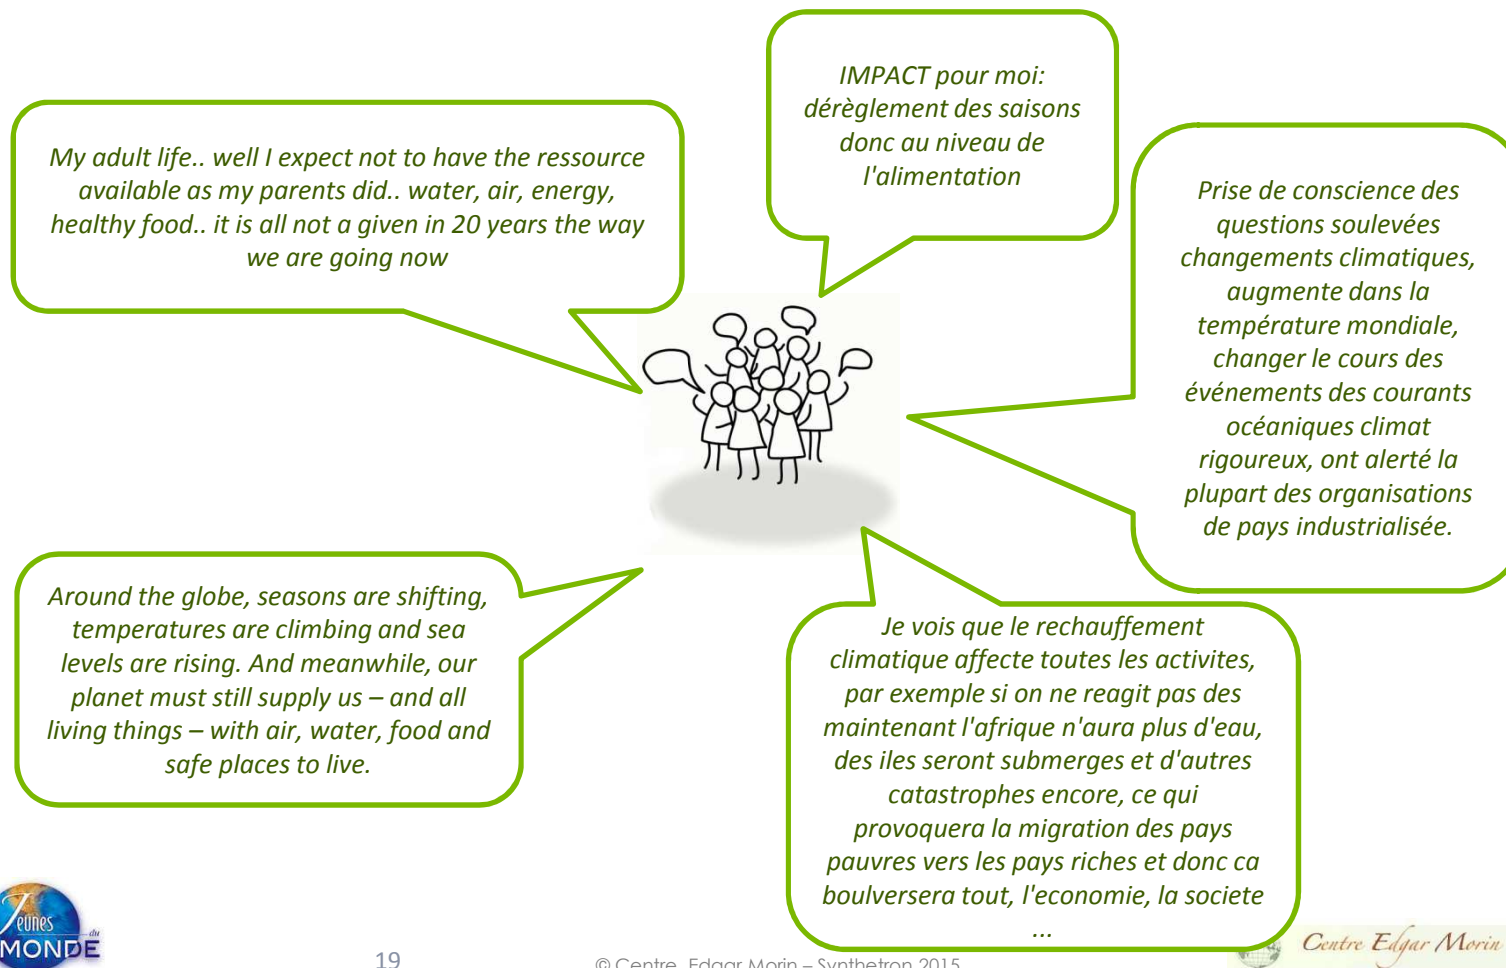 My adult life.. well I expect not to have the ressource
available as my parents did.. water, air, energy,
healthy food.. it is all not a given in 20 years the way
we are going now
IMPACT pour moi:
dérèglement des saisons
donc au niveau de
l'alimentation
Prise de conscience des
questions soulevées
changements climatiques,
augmente dans la
température mondiale,
changer le cours des
événements des courants
océaniques climat
rigoureux, ont alerté la
plupart des organisations
de pays industrialisée.
Around the globe, seasons are shifting,
temperatures are climbing and sea
levels are rising. And meanwhile, our
planet must still supply us – and all
living things – with air, water, food and
safe places to live.
Je vois que le rechauffement
climatique affecte toutes les activites,
par exemple si on ne reagit pas des
maintenant l'afrique n'aura plus d'eau,
des iles seront submerges et d'autres
catastrophes encore, ce qui
provoquera la migration des pays
pauvres vers les pays riches et donc ca
boulversera tout, l'economie, la societe
...
Jeunes
du
MONDE
19
© Centre Edgar Morin – Synthetron 2015
Centre Edgar Morin